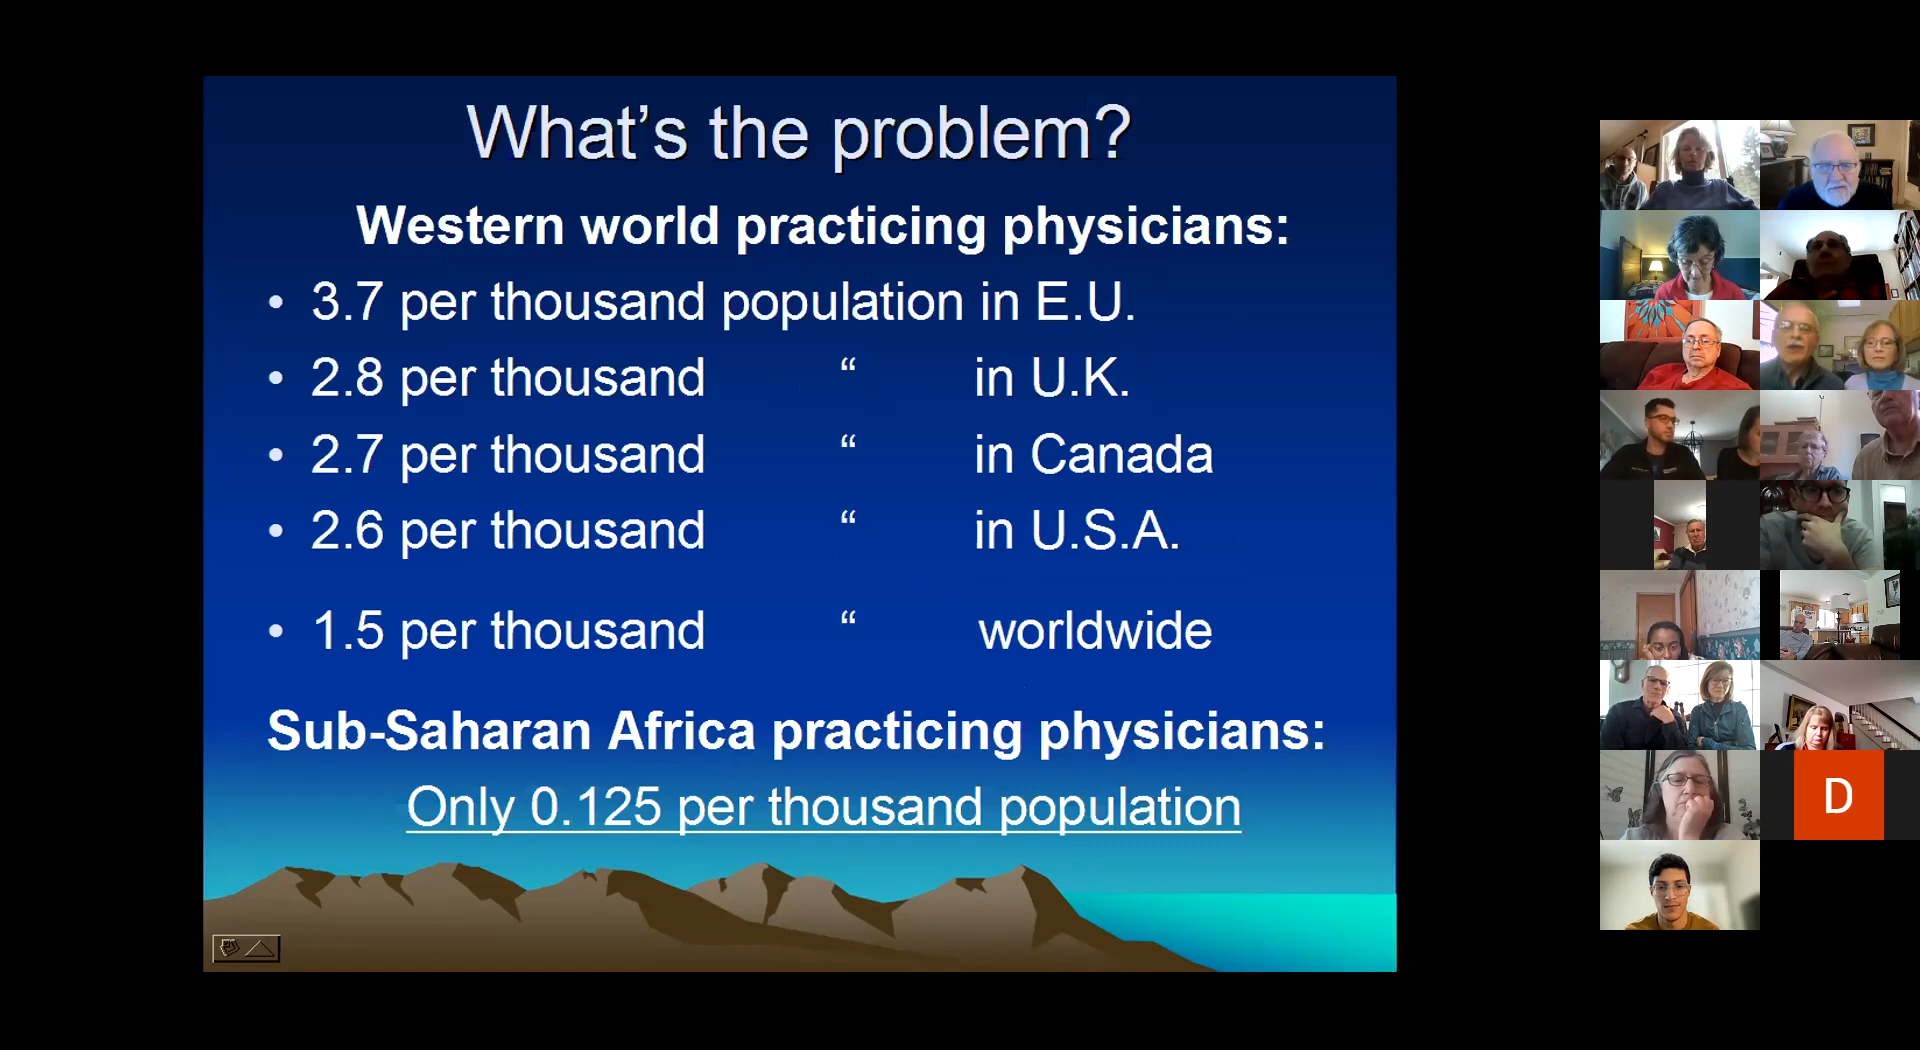 What’s the problem?
Western world practicing physicians:
• 3.7 per thousand population in E.U.
• 2.8 per thousand “ in U.K.
• 2.7 per thousand “ in Canada
• 2.6 per thousand “ in U.S.A.
• 1.5 per thousand “ worldwide
Sub-Saharan Africa practicing physicians:
Only 0.125 per thousand population
D